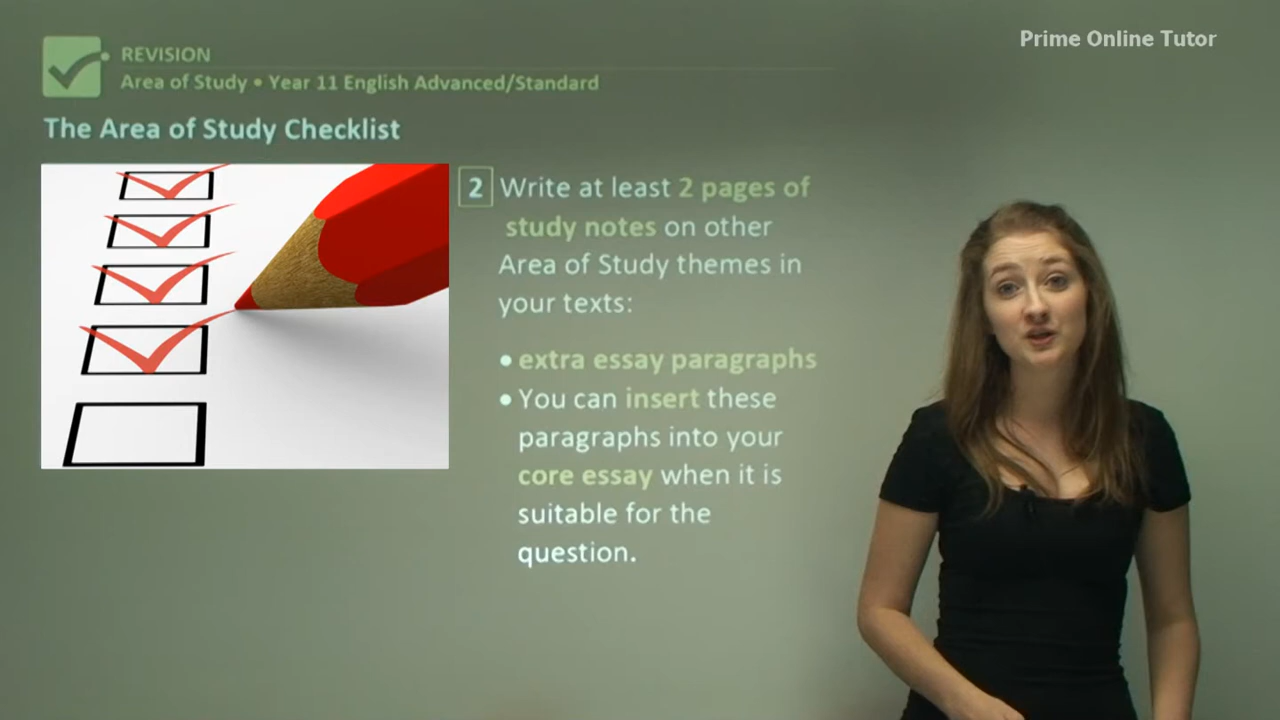 Prime Online Tutor
REVISION
Area of Study • Year 11 English Advanced/Standard
The Area of Study Checklist
2 Write at least 2 pages of
study notes on other
Area of Study themes in
your texts:
• extra essay paragraphs
• You can insert these
paragraphs into your
core essay when it is
suitable for the
question.